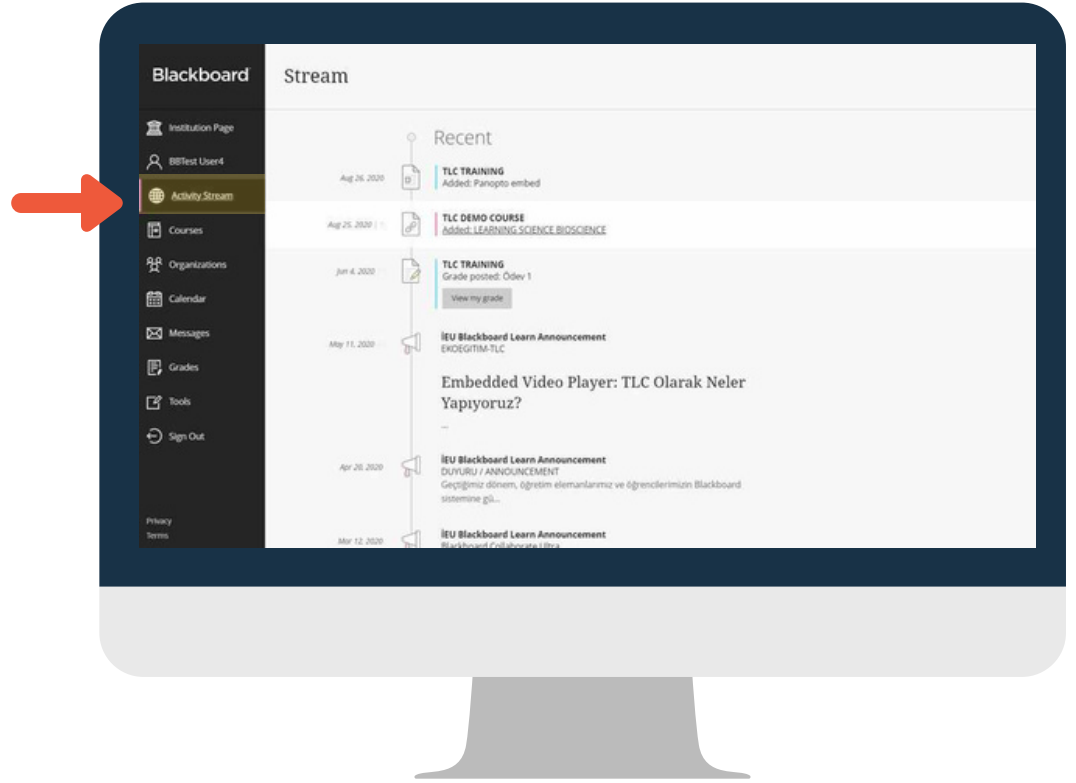 Blackboard
Stream
Institution Page
BBTest User4
Activity Stream
Courses
Organizations
Calendar
Messages
Grades
Tools
Sign Out
Privacy
Terms
Recent
Aug 26, 2020
TLC TRAINING
Added: Panopto embed
Aug 25, 2020
TLC DEMO COURSE
Added: LEARNING SCIENCE BIOSCIENCE
Jun 4, 2020
TLC TRAINING
Grade posted: Ödev 1
View my grade
May 11, 2020
İEU Blackboard Learn Announcement
EKOEGITIM-TLC
Embedded Video Player: TLC Olarak Neler
Yapıyoruz?
...
Apr 20, 2020
İEU Blackboard Learn Announcement
DUYURU / ANNOUNCEMENT
Geçtiğimiz dönem, öğretim elemanlarımız ve öğrencilerimizin Blackboard
sistemine gü...
Mar 12, 2020
İEU Blackboard Learn Announcement
Blackboard Collaborate Ultra